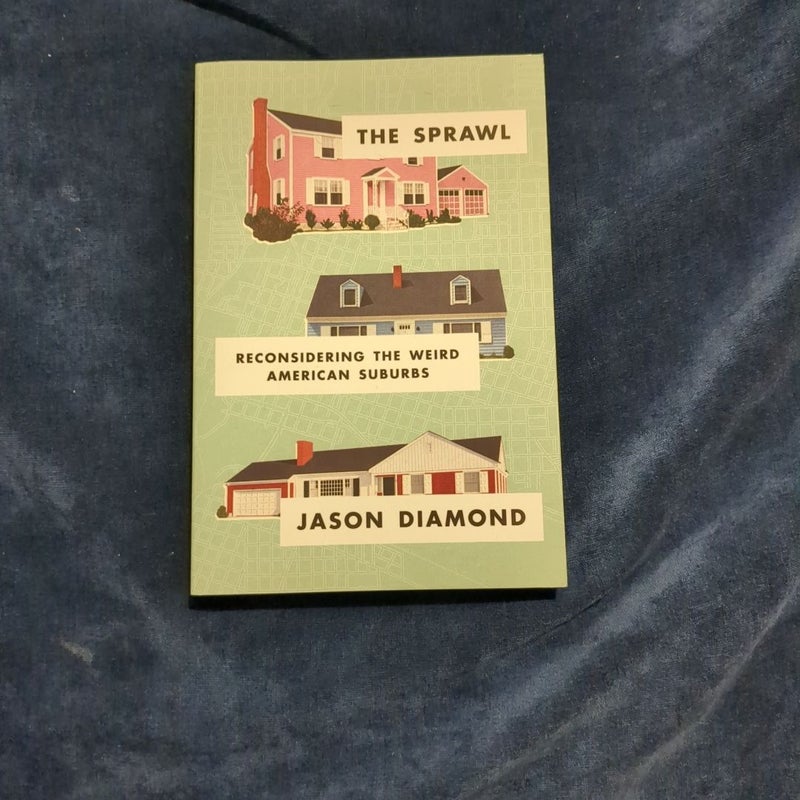 THE SPRAWL
RECONSIDERING THE WEIRD
AMERICAN SUBURBS
JASON DIAMOND